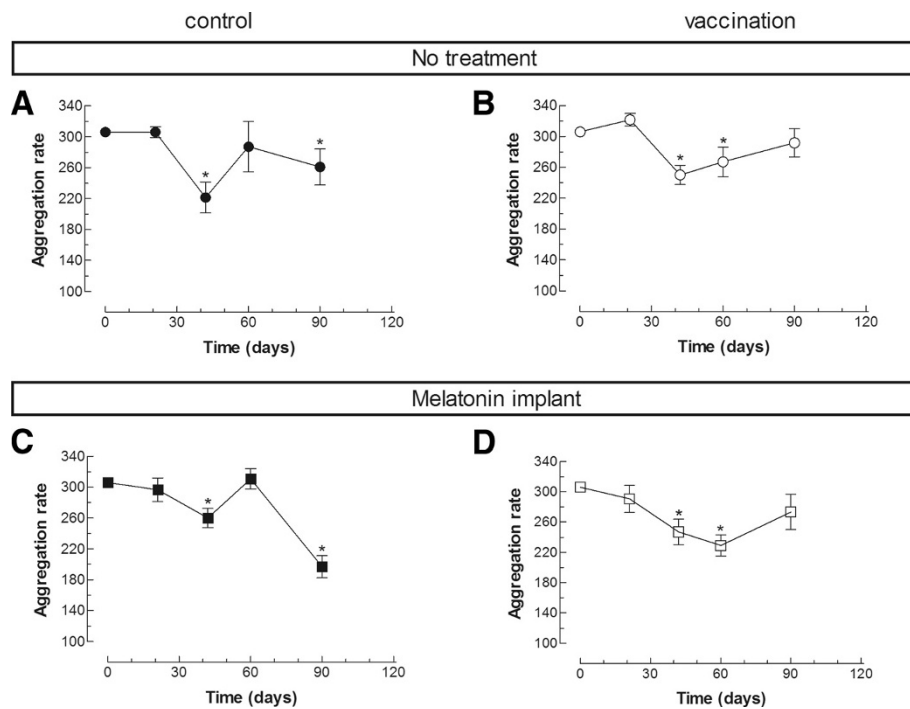 control vaccination
No treatment
A B
340 340
300 300
260 260
220 220
180 180
140 140
100 100
Aggregation rate Aggregation rate
* * * *
0 30 60 90 120 0 30 60 90 120
Time (days) Time (days)
Melatonin implant
C D
340 340
300 300
260 260
220 220
180 180
140 140
100 100
Aggregation rate Aggregation rate
* * * *
0 30 60 90 120 0 30 60 90 120
Time (days) Time (days)